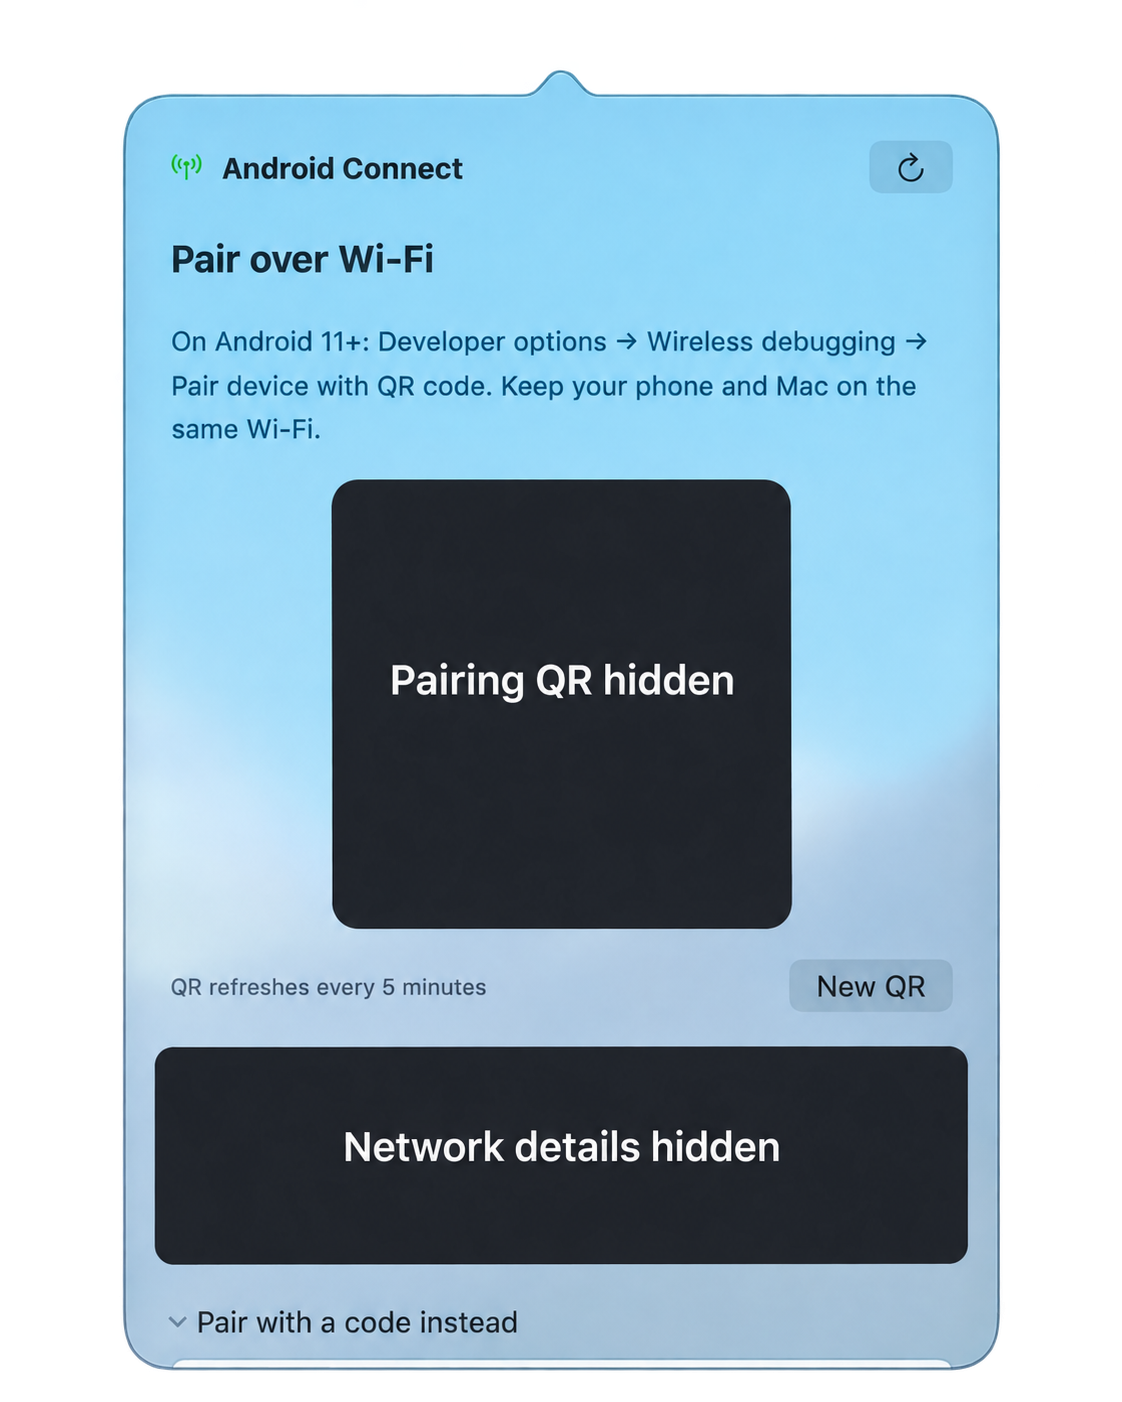 Android Connect
Pair over Wi-Fi
On Android 11+: Developer options → Wireless debugging →
Pair device with QR code. Keep your phone and Mac on the
same Wi-Fi.
Pairing QR hidden
QR refreshes every 5 minutes
New QR
Network details hidden
Pair with a code instead